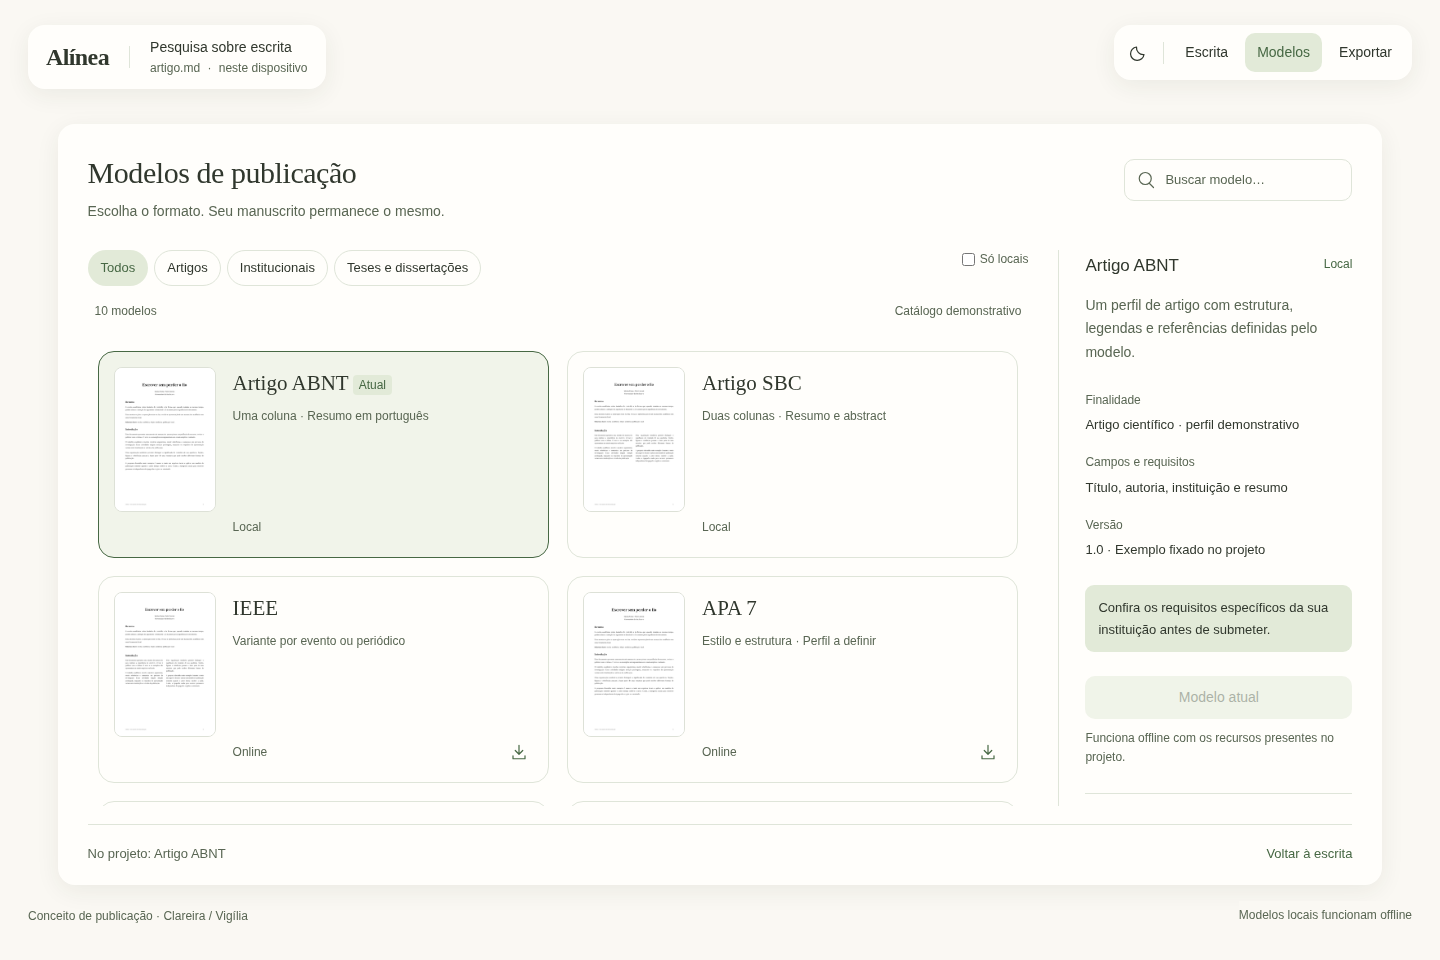 Alínea
Pesquisa sobre escrita
artigo.md · neste dispositivo
Escrita
Modelos
Exportar
Modelos de publicação
Escolha o formato. Seu manuscrito permanece o mesmo.
Buscar modelo…
Todos
Artigos
Institucionais
Teses e dissertações
Só locais
10 modelos
Catálogo demonstrativo
Artigo ABNT Atual
Uma coluna · Resumo em português
Local
Artigo SBC
Duas colunas · Resumo e abstract
Local
IEEE
Variante por evento ou periódico
Online
APA 7
Estilo e estrutura · Perfil a definir
Online
Artigo ABNT
Local
Um perfil de artigo com estrutura,
legendas e referências definidas pelo
modelo.
Finalidade
Artigo científico · perfil demonstrativo
Campos e requisitos
Título, autoria, instituição e resumo
Versão
1.0 · Exemplo fixado no projeto
Confira os requisitos específicos da sua
instituição antes de submeter.
Modelo atual
Funciona offline com os recursos presentes no
projeto.
No projeto: Artigo ABNT
Voltar à escrita
Conceito de publicação · Clareira / Vigília
Modelos locais funcionam offline